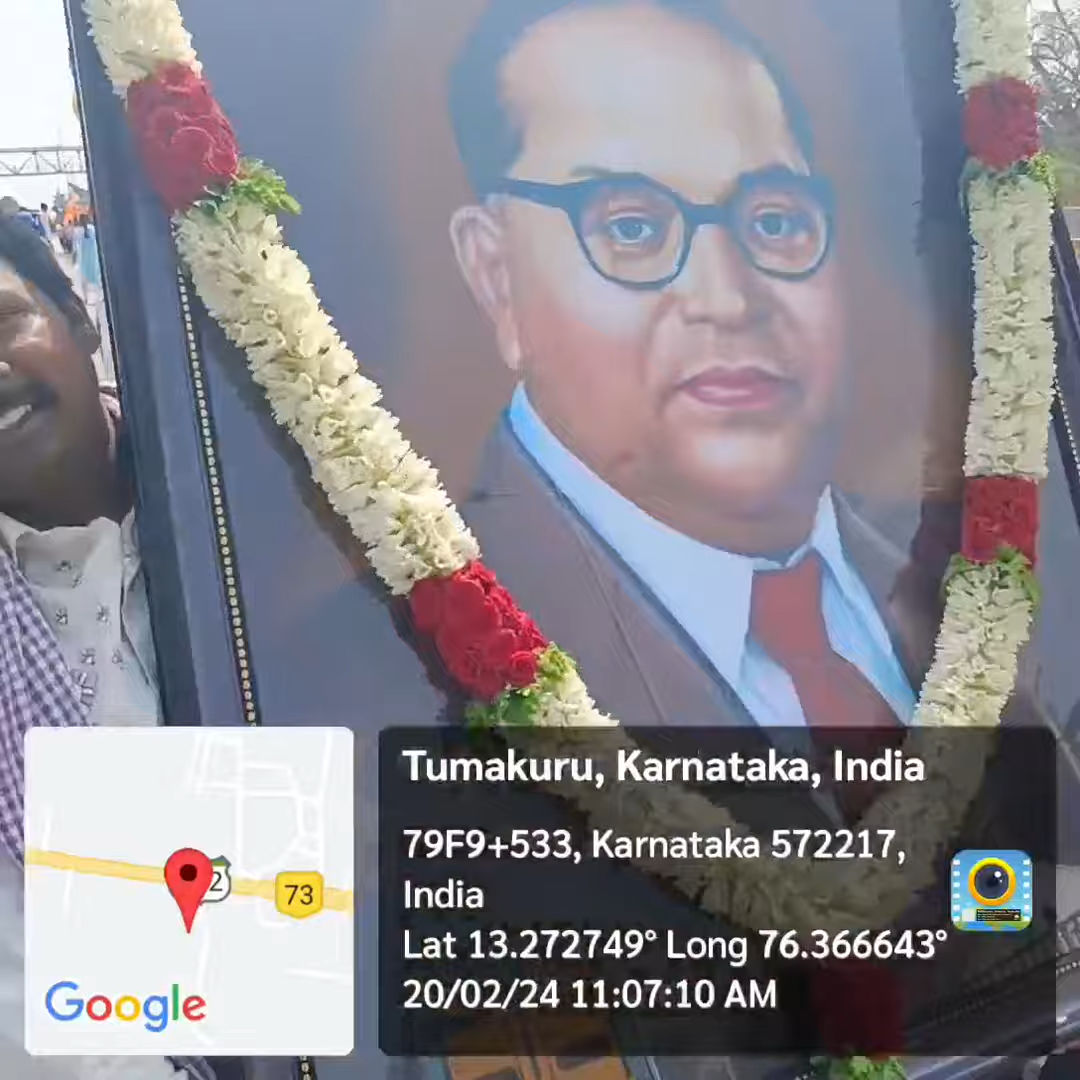 Tumakuru, Karnataka, India
79F9+533, Karnataka 572217,
India
Lat 13.272749° Long 76.366643°
20/02/24 11:07:10 AM
2
73
Google